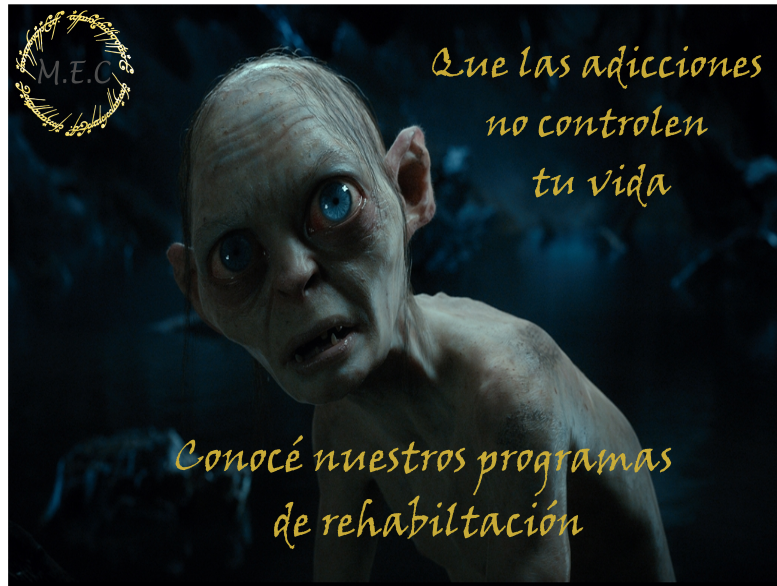 M.E.C
Que las adicciones
no controlen
tu vida
Conocé nuestros programas
de rehabiltación